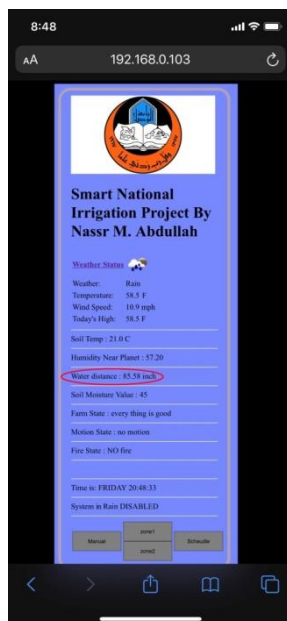 8:48
AA 192.168.0.103
Smart National
Irrigation Project By
Nassr M. Abdullah
Weather Status
Weather: Rain
Temperature: 58.5 F
Wind Speed: 10.9 mph
Today's High: 58.5 F
Soil Temp : 21.0 C
Humidity Near Planet : 57.20
Water distance : 85.58 inch
Soil Moisture Value : 45
Farm State : every thing is good
Motion State : no motion
Fire State : NO fire
Time is: FRIDAY 20:48:33
System in Rain DISABLED
Manual
zone1
zone2
Scheudle